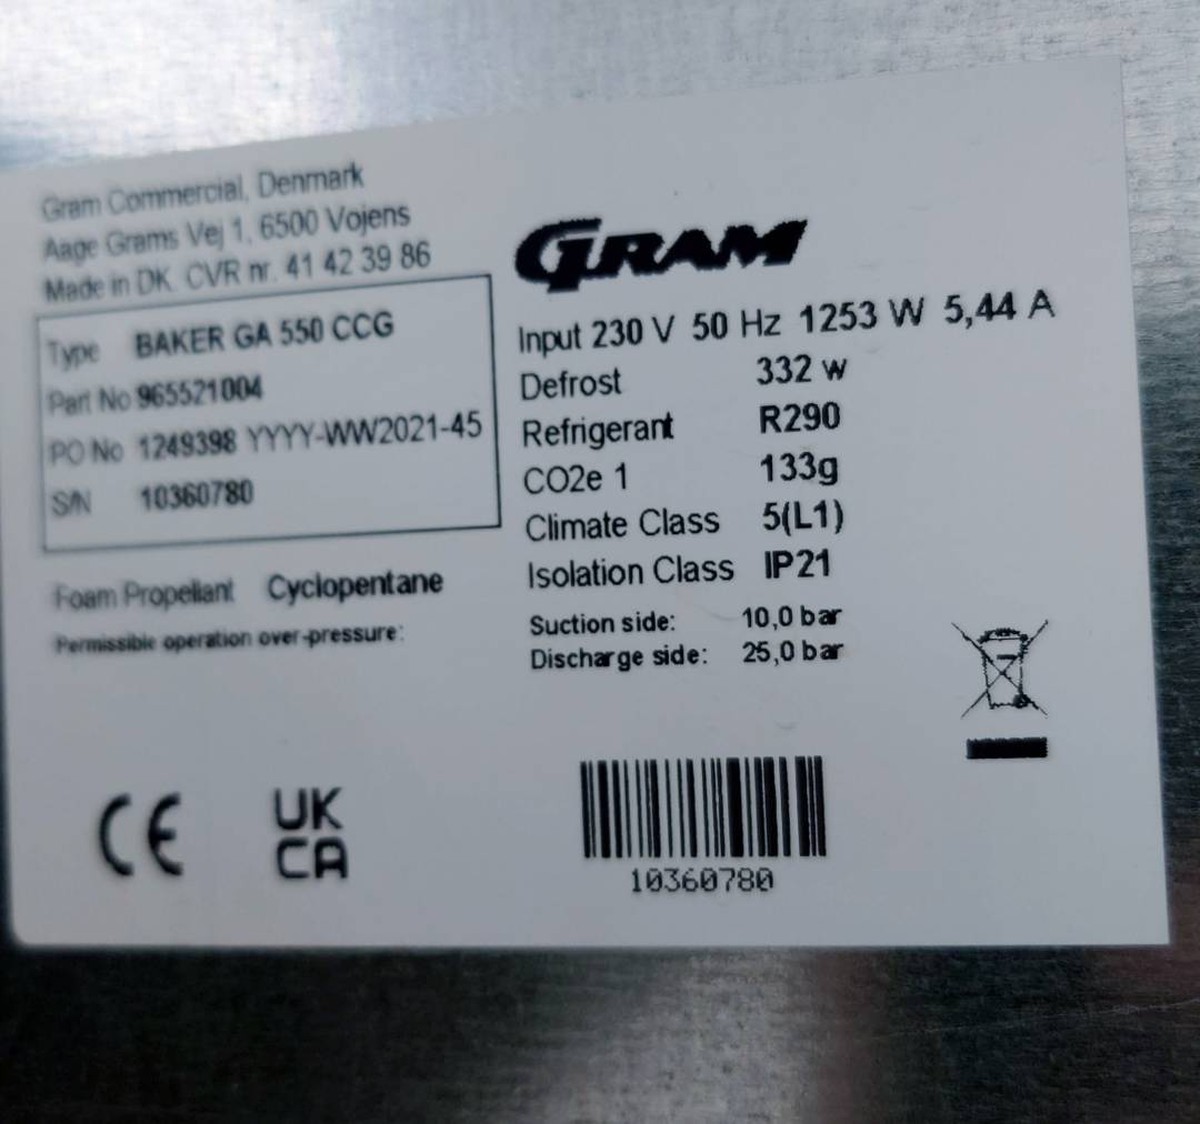 Gram Commercial, Denmark
Aage Grams Vej 1, 6500 Vojens
Made in DK. CVR nr. 41 42 39 86
Type BAKER GA 550 CCG
Part No 965521004
PO No 1249398 YYYY-WW2021-45
S/N 10360780
Foam Propellant Cyclopentane
Permissible operation over-pressure:
GRAM
Input 230 V 50 Hz 1253 W 5,44 A
Defrost 332 w
Refrigerant R290
CO2e 1 133g
Climate Class 5(L1)
Isolation Class IP21
Suction side: 10,0 bar
Discharge side: 25,0 bar
CE
UK
CA
10360780